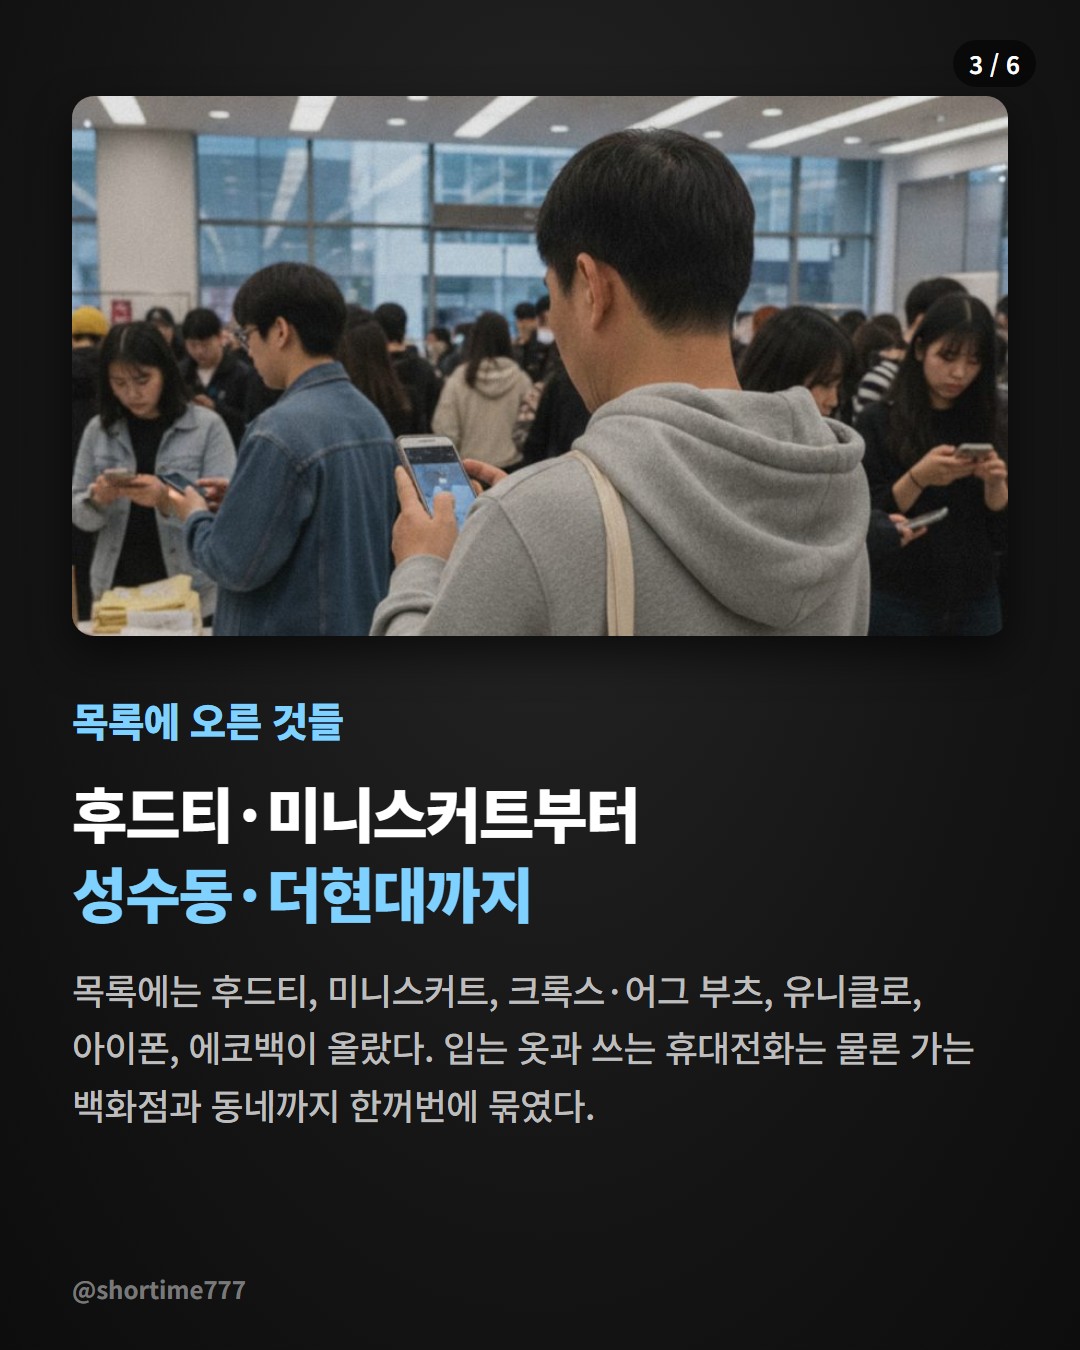 3 / 6
목록에 오른 것들
후드티·미니스커트부터
성수동·더현대까지
목록에는 후드티, 미니스커트, 크록스·어그 부츠, 유니클로,
아이폰, 에코백이 올랐다. 입는 옷과 쓰는 휴대전화는 물론 가는
백화점과 동네까지 한꺼번에 묶였다.
@shortime777